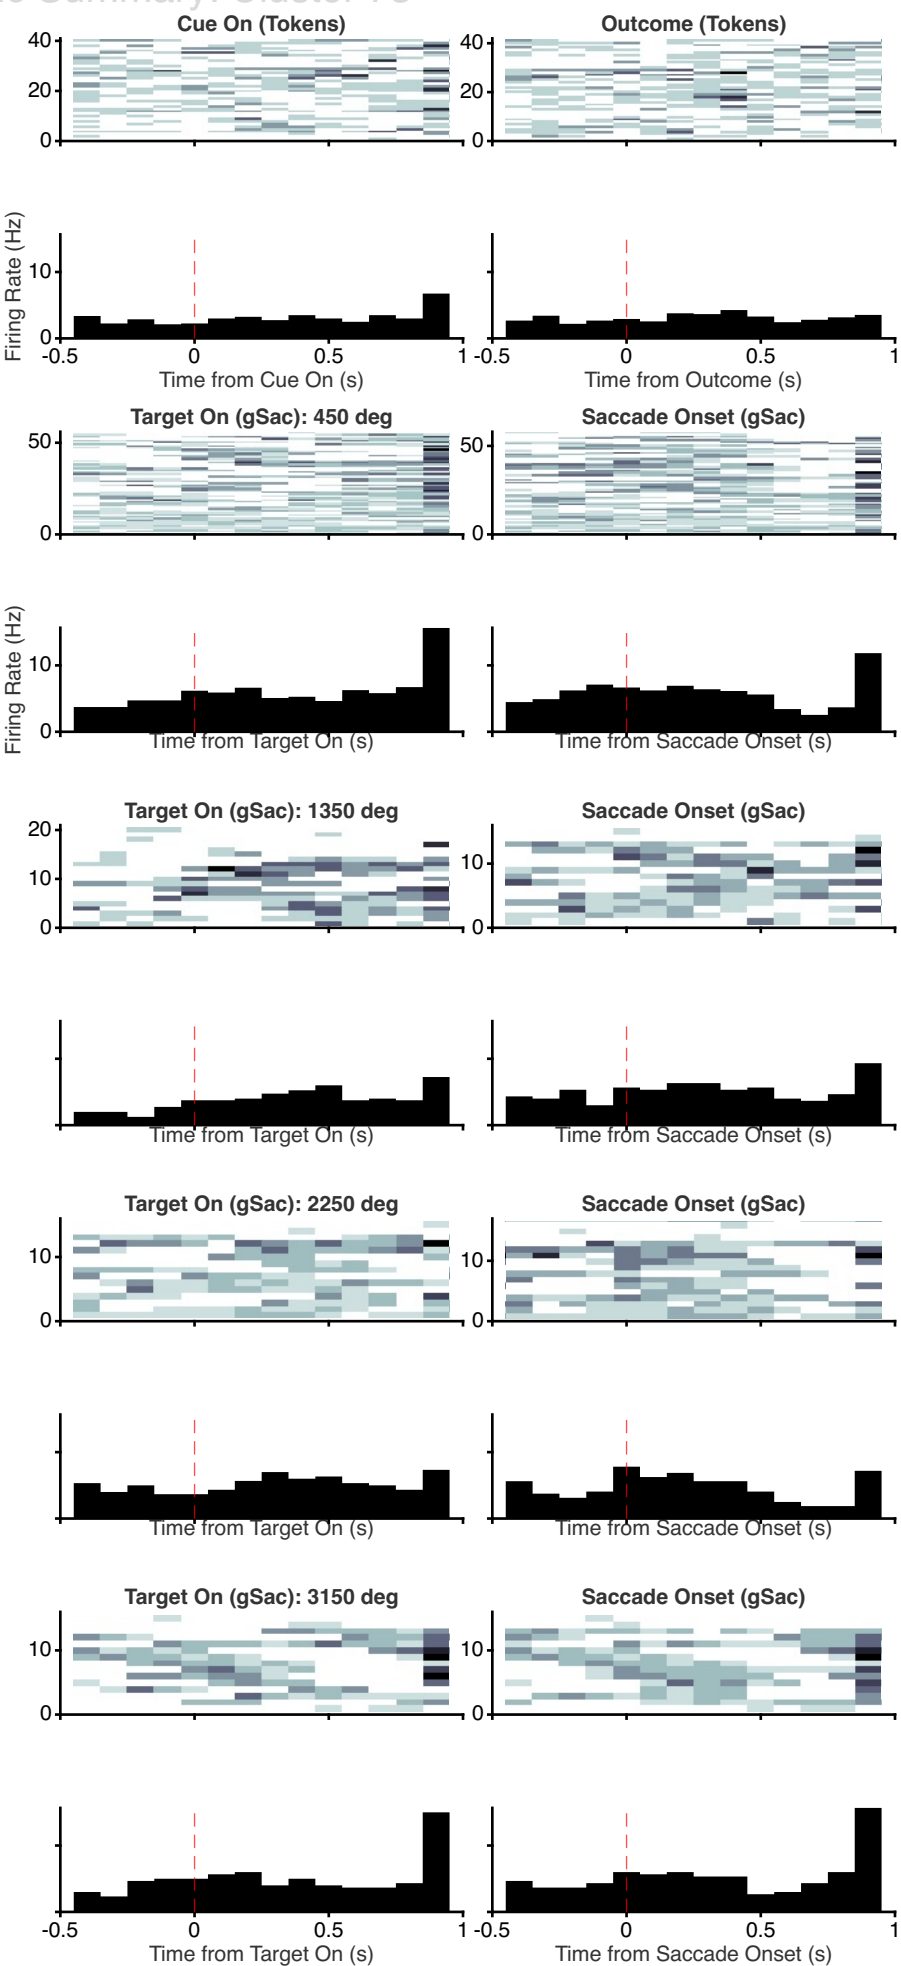 Summary: Cluster
Cue On (Tokens) Outcome (Tokens)
40 40
20 20
0 0
Firing Rate (Hz)
10
0
-0.5 0 0.5 1 -0.5 0 0.5 1
Time from Cue On (s) Time from Outcome (s)
Target On (gSac): 450 deg Saccade Onset (gSac)
50 50
0 0
Firing Rate (Hz)
10
0
Time from Target On (s) Time from Saccade Onset (s)
Target On (gSac): 1350 deg Saccade Onset (gSac)
20
10 10
0 0
Time from Target On (s) Time from Saccade Onset (s)
Target On (gSac): 2250 deg Saccade Onset (gSac)
10 10
0 0
Time from Target On (s) Time from Saccade Onset (s)
Target On (gSac): 3150 deg Saccade Onset (gSac)
10 10
0 0
-0.5 0 0.5 1 -0.5 0 0.5 1
Time from Target On (s) Time from Saccade Onset (s)